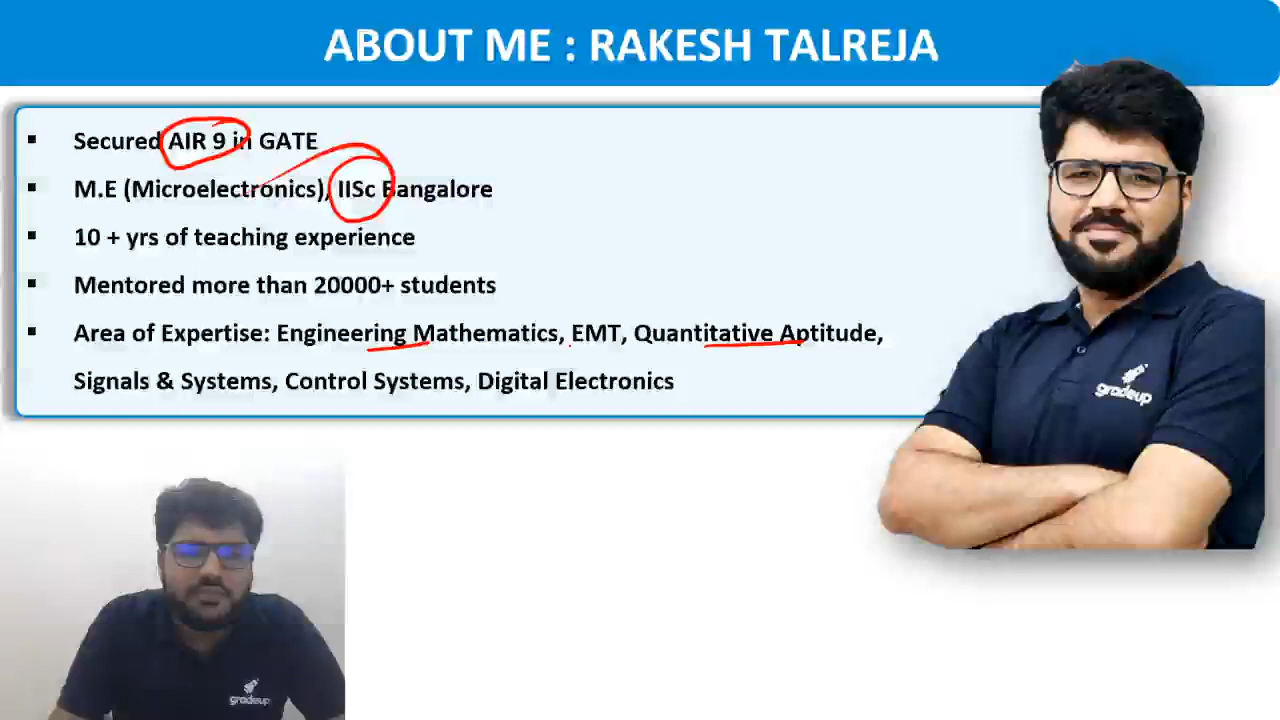 ABOUT ME : RAKESH TALREJA
▪ Secured AIR 9 in GATE
▪ M.E (Microelectronics), IISc Bangalore
▪ 10 + yrs of teaching experience
▪ Mentored more than 20000+ students
▪ Area of Expertise: Engineering Mathematics, EMT, Quantitative Aptitude,
Signals & Systems, Control Systems, Digital Electronics
gradeup
gradeup